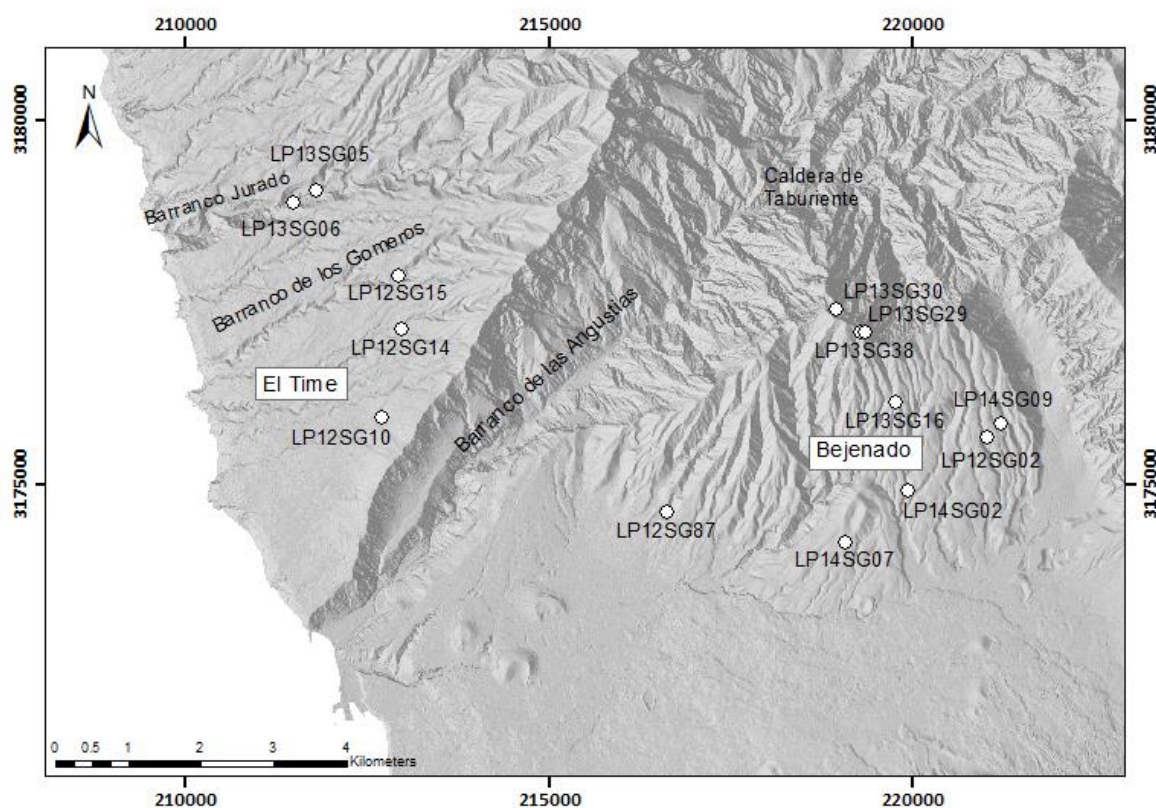 210000
215000
220000
3180000
3180000
N
LP13SG05
Barranco Juradó
LP13SG06
Caldera de
Taburiente
Barranco de los Gomeros
LP12SG15
LP13SG30
LP13SG29
LP12SG14
LP13SG38
Barranco de las Angustias
El Time
LP14SG09
LP13SG16
LP12SG10
LP12SG02
Bejenado
3175000
3175000
LP14SG02
LP12SG87
LP14SG07
0 0.5 1 2 3 4
Kilometers
210000
215000
220000